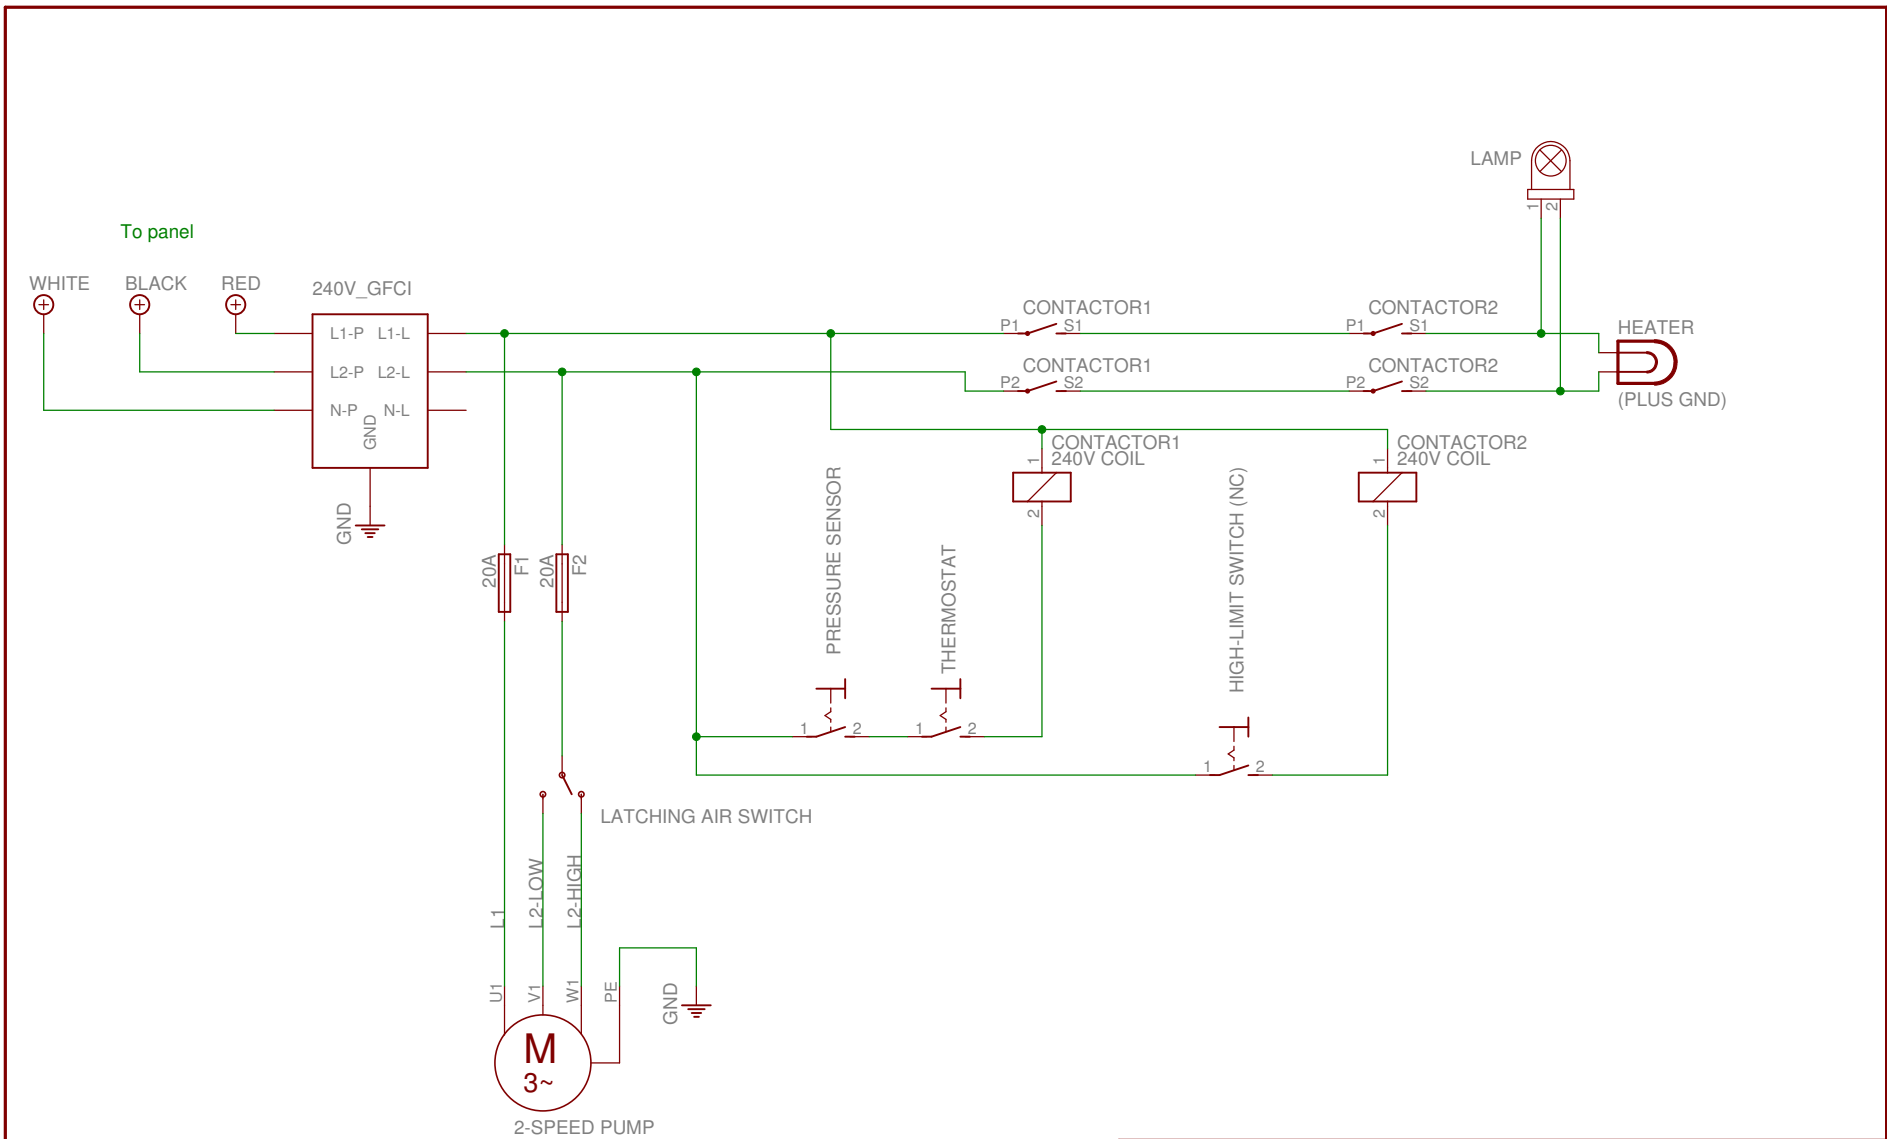 LAMP
1
2
To panel
WHITE
BLACK
RED
240V_GFCI
L1-P
L1-L
L2-P
L2-L
N-P
N-L
GND
GND
CONTACTOR1
P1
S1
CONTACTOR2
P1
S1
CONTACTOR1
P2
S2
CONTACTOR2
P2
S2
HEATER
(PLUS GND)
CONTACTOR1
240V COIL
1
2
CONTACTOR2
240V COIL
1
2
20A
F1
20A
F2
PRESSURE SENSOR
1
2
THERMOSTAT
1
2
HIGH-LIMIT SWITCH (NC)
1
2
LATCHING AIR SWITCH
L1
L2-LOW
L2-HIGH
U1
V1
W1
PE
GND
M
3~
2-SPEED PUMP